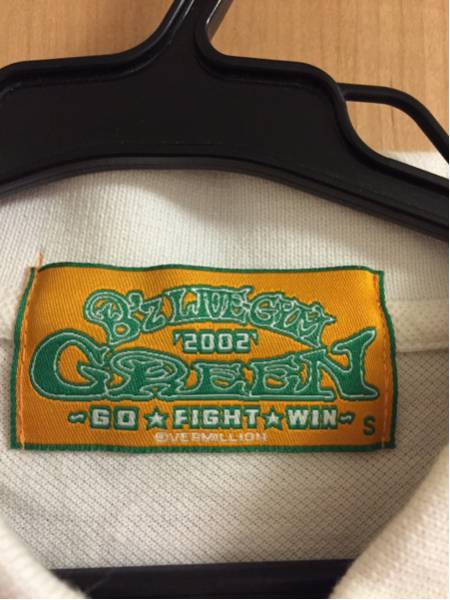 B'z LIVE GYM
'2002'
GREEN
~GO★FIGHT★WIN~
©VERMILLION
S